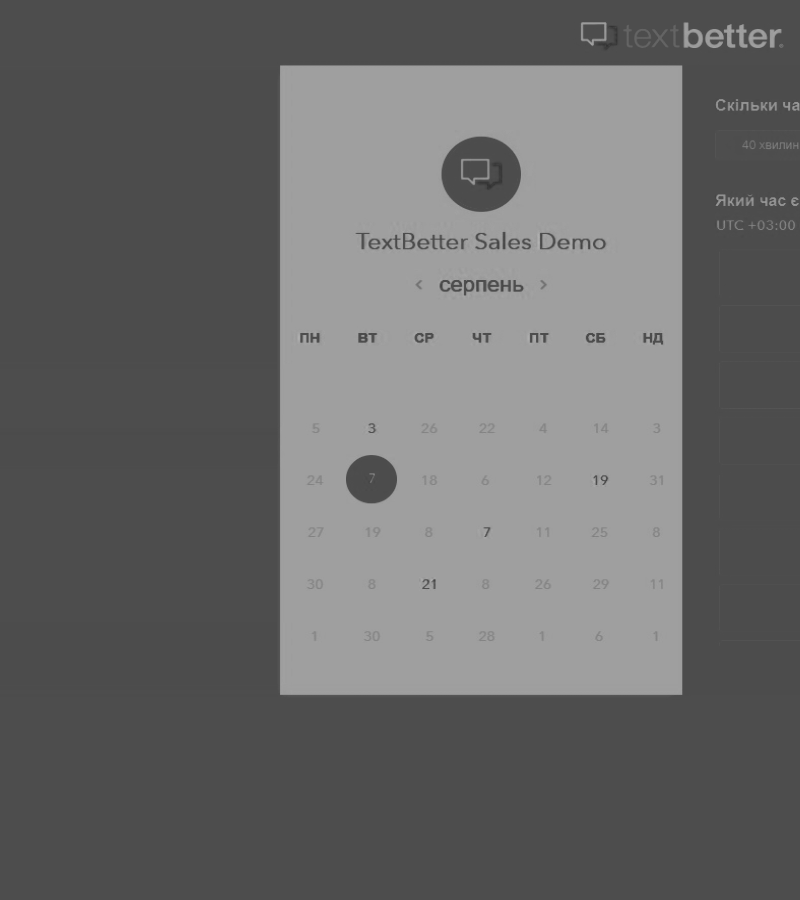 textbetter.
TextBetter Sales Demo
серпень
ПН ВТ СР ЧТ ПТ СБ НД
5 3 26 22 4 14 3
24 7 18 6 12 19 31
27 19 8 7 11 25 8
30 8 21 8 26 29 11
1 30 5 28 1 6 1
Скільки ча
40 хвилин
Який час є
UTC +03:00